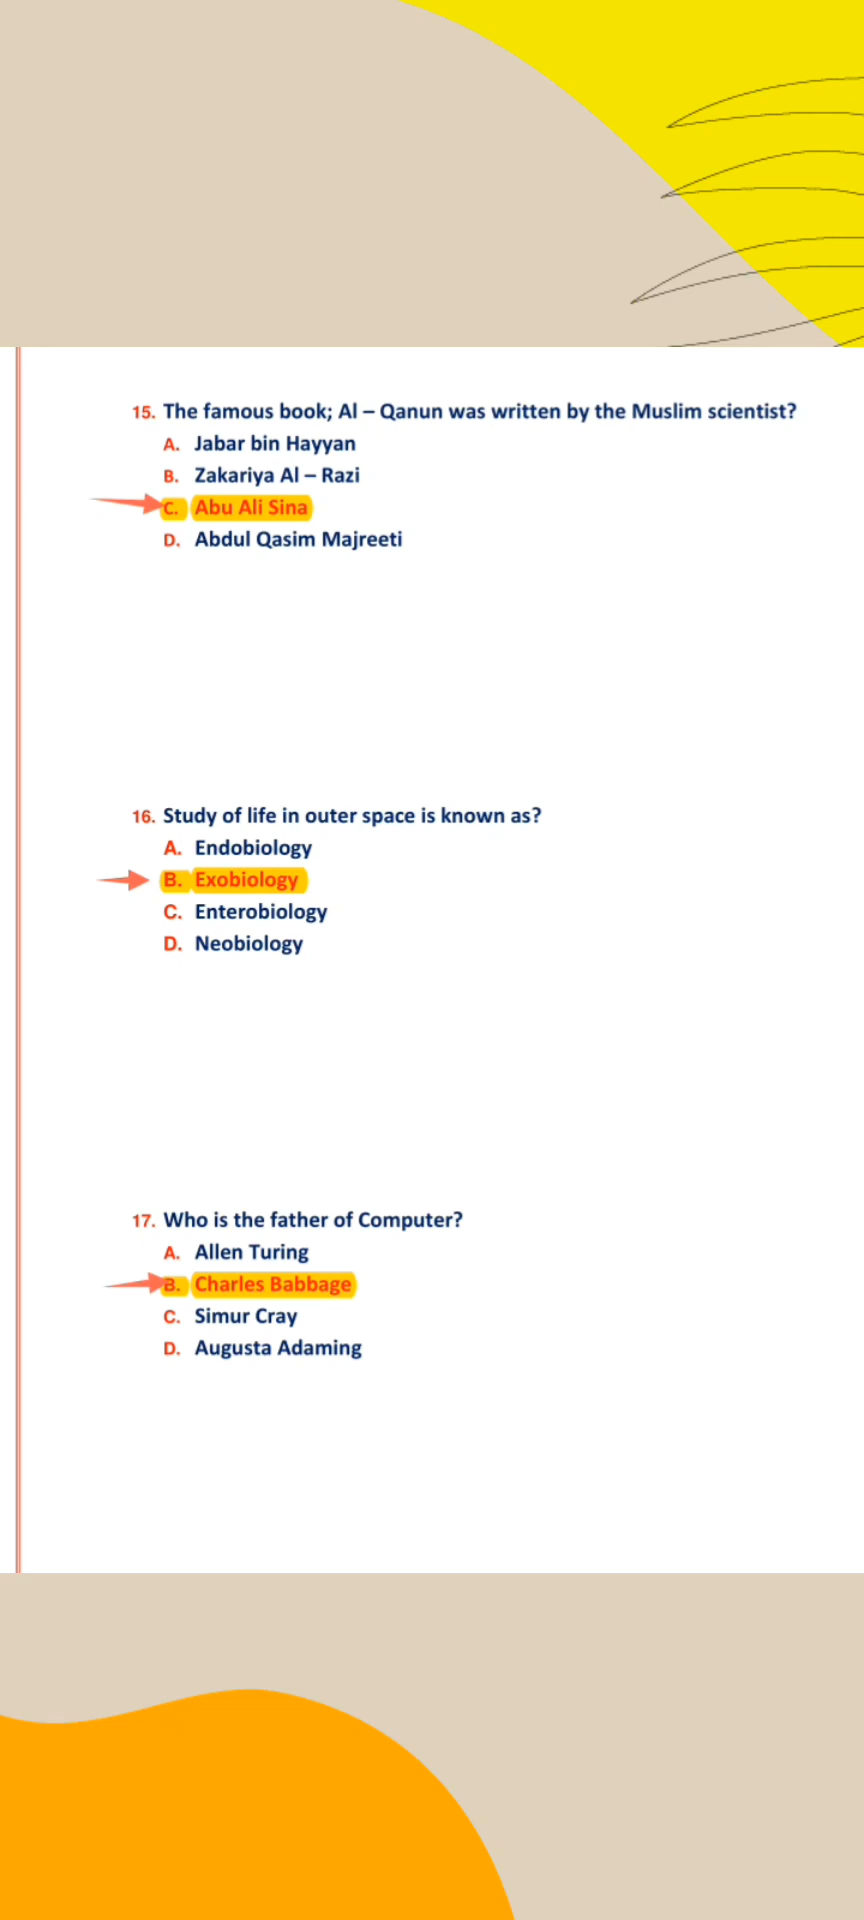 15. The famous book; Al – Qanun was written by the Muslim scientist?
A. Jabar bin Hayyan
B. Zakariya Al – Razi
C. Abu Ali Sina
D. Abdul Qasim Majreeti
16. Study of life in outer space is known as?
A. Endobiology
B. Exobiology
C. Enterobiology
D. Neobiology
17. Who is the father of Computer?
A. Allen Turing
B. Charles Babbage
C. Simur Cray
D. Augusta Adaming